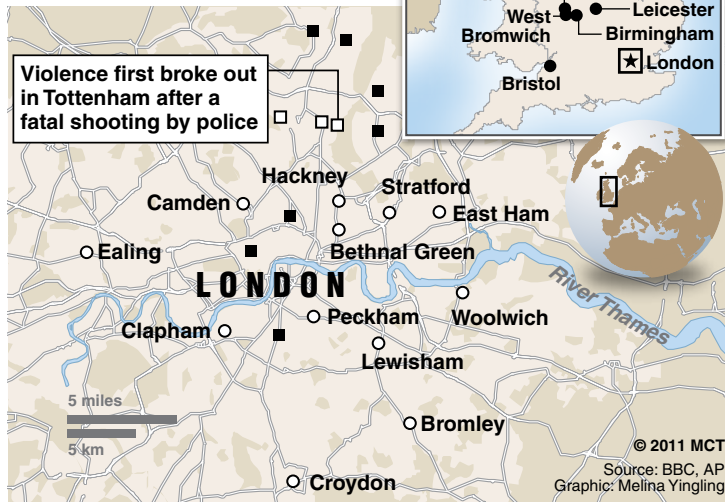 Leicester
West
Bromwich
Birmingham
London
Bristol
Violence first broke out
in Tottenham after a
fatal shooting by police
Hackney
Stratford
Camden
East Ham
Ealing
Bethnal Green
LONDON
River Thames
Peckham
Woolwich
Clapham
Lewisham
5 miles
5 km
Bromley
Croydon
© 2011 MCT
Source: BBC, AP
Graphic: Melina Yingling